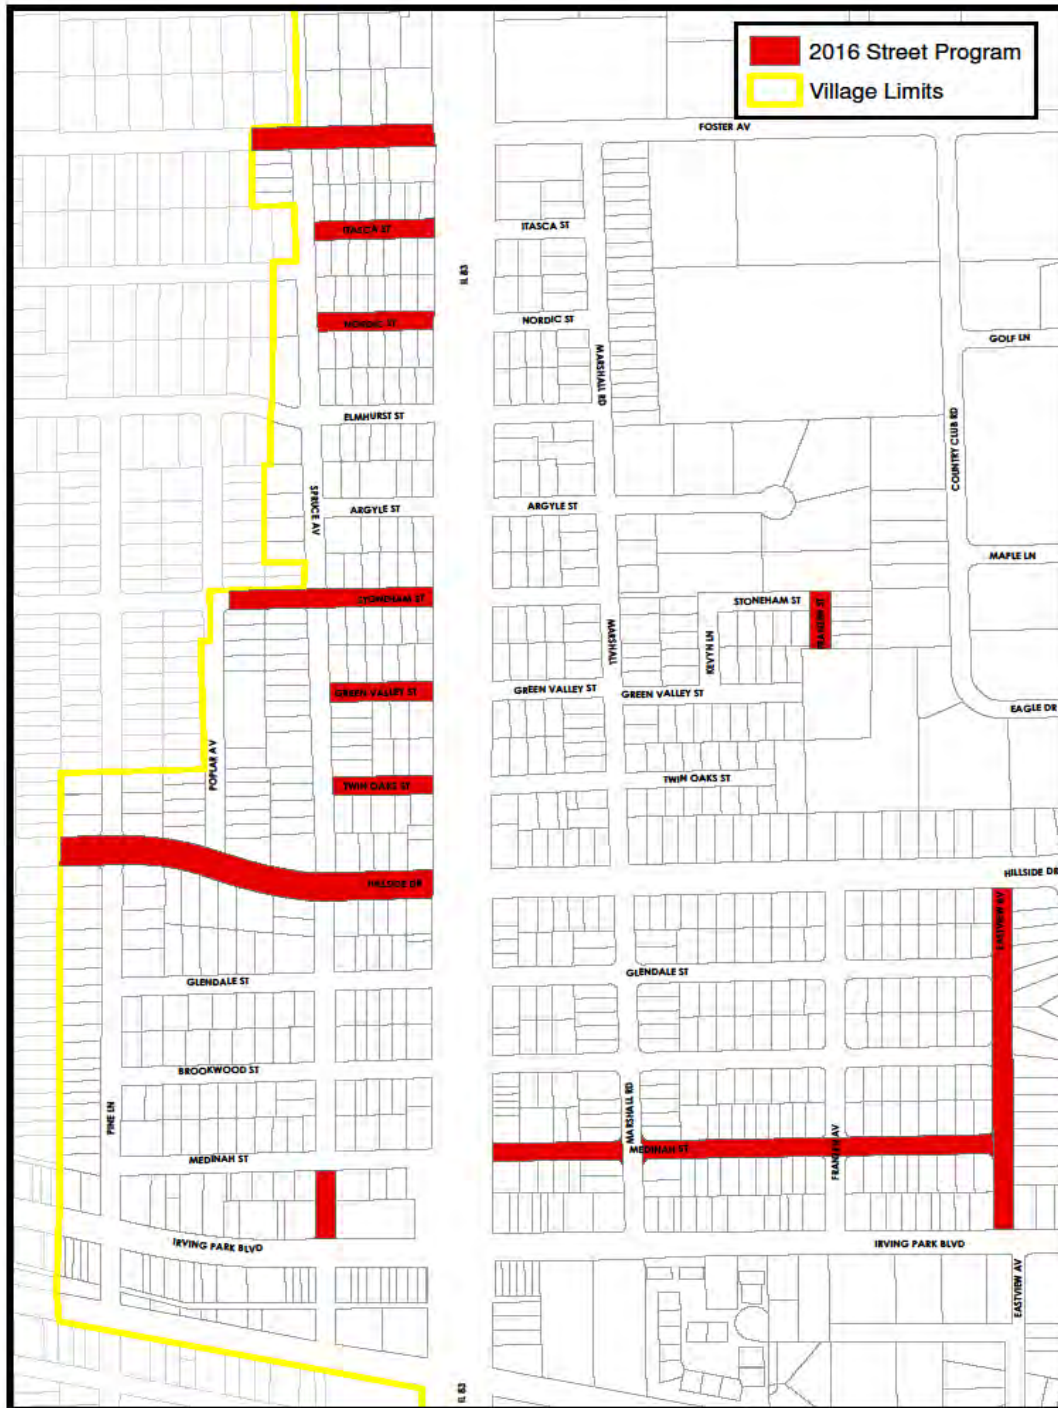 2016 Street Program
Village Limits
FOSTER AV
ITASCA ST
ITASCA ST
IL 83
NORDIC ST
NORDIC ST
GOLF LN
MARSHALL RD
ELMHURST ST
COUNTRY CLUB RD
SPRUCE AV
ARGYLE ST
ARGYLE ST
MAPLE LN
STONEHAM ST
STONEHAM ST
FRANZEN ST
MARSHALL
KEVYN LN
GREEN VALLEY ST
GREEN VALLEY ST
GREEN VALLEY ST
EAGLE DR
POPLAR AV
TWIN OAKS ST
TWIN OAKS ST
HILLSIDE DR
HILLSIDE DR
EASTVIEW AV
GLENDALE ST
GLENDALE ST
BROOKWOOD ST
PINE LN
MARSHALL RD
MEDINAH ST
MEDINAH ST
FRANZEN AV
IRVING PARK BLVD
IRVING PARK BLVD
EASTVIEW AV
IL 83